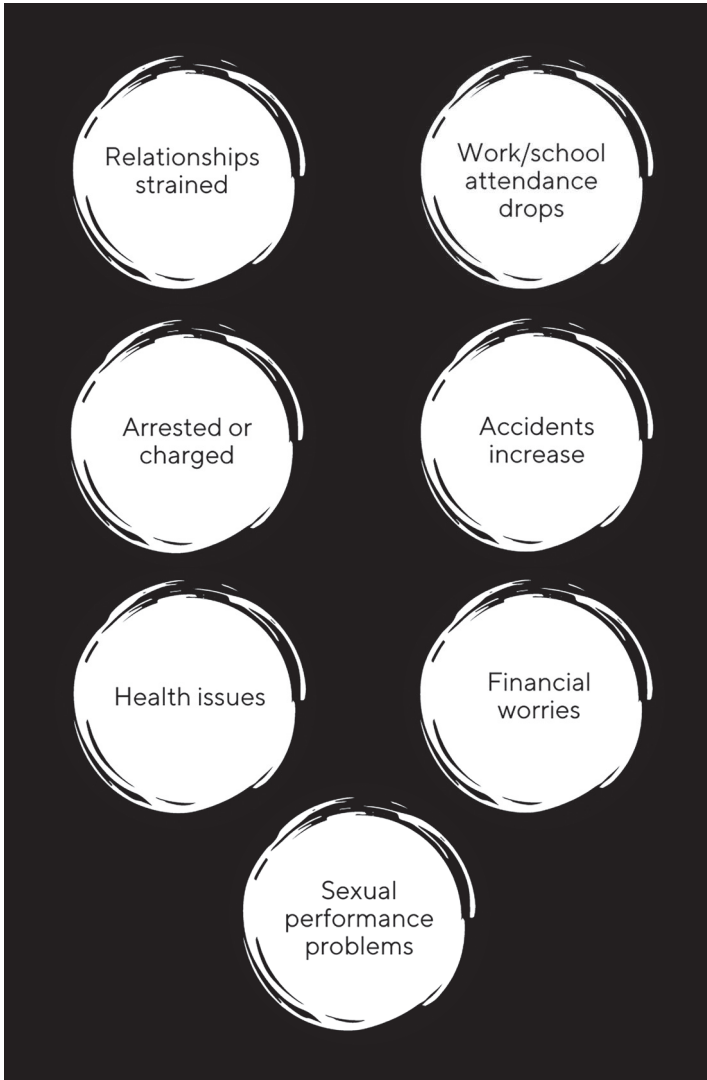 Relationships
strained
Work/school
attendance
drops
Arrested or
charged
Accidents
increase
Health issues
Financial
worries
Sexual
performance
problems